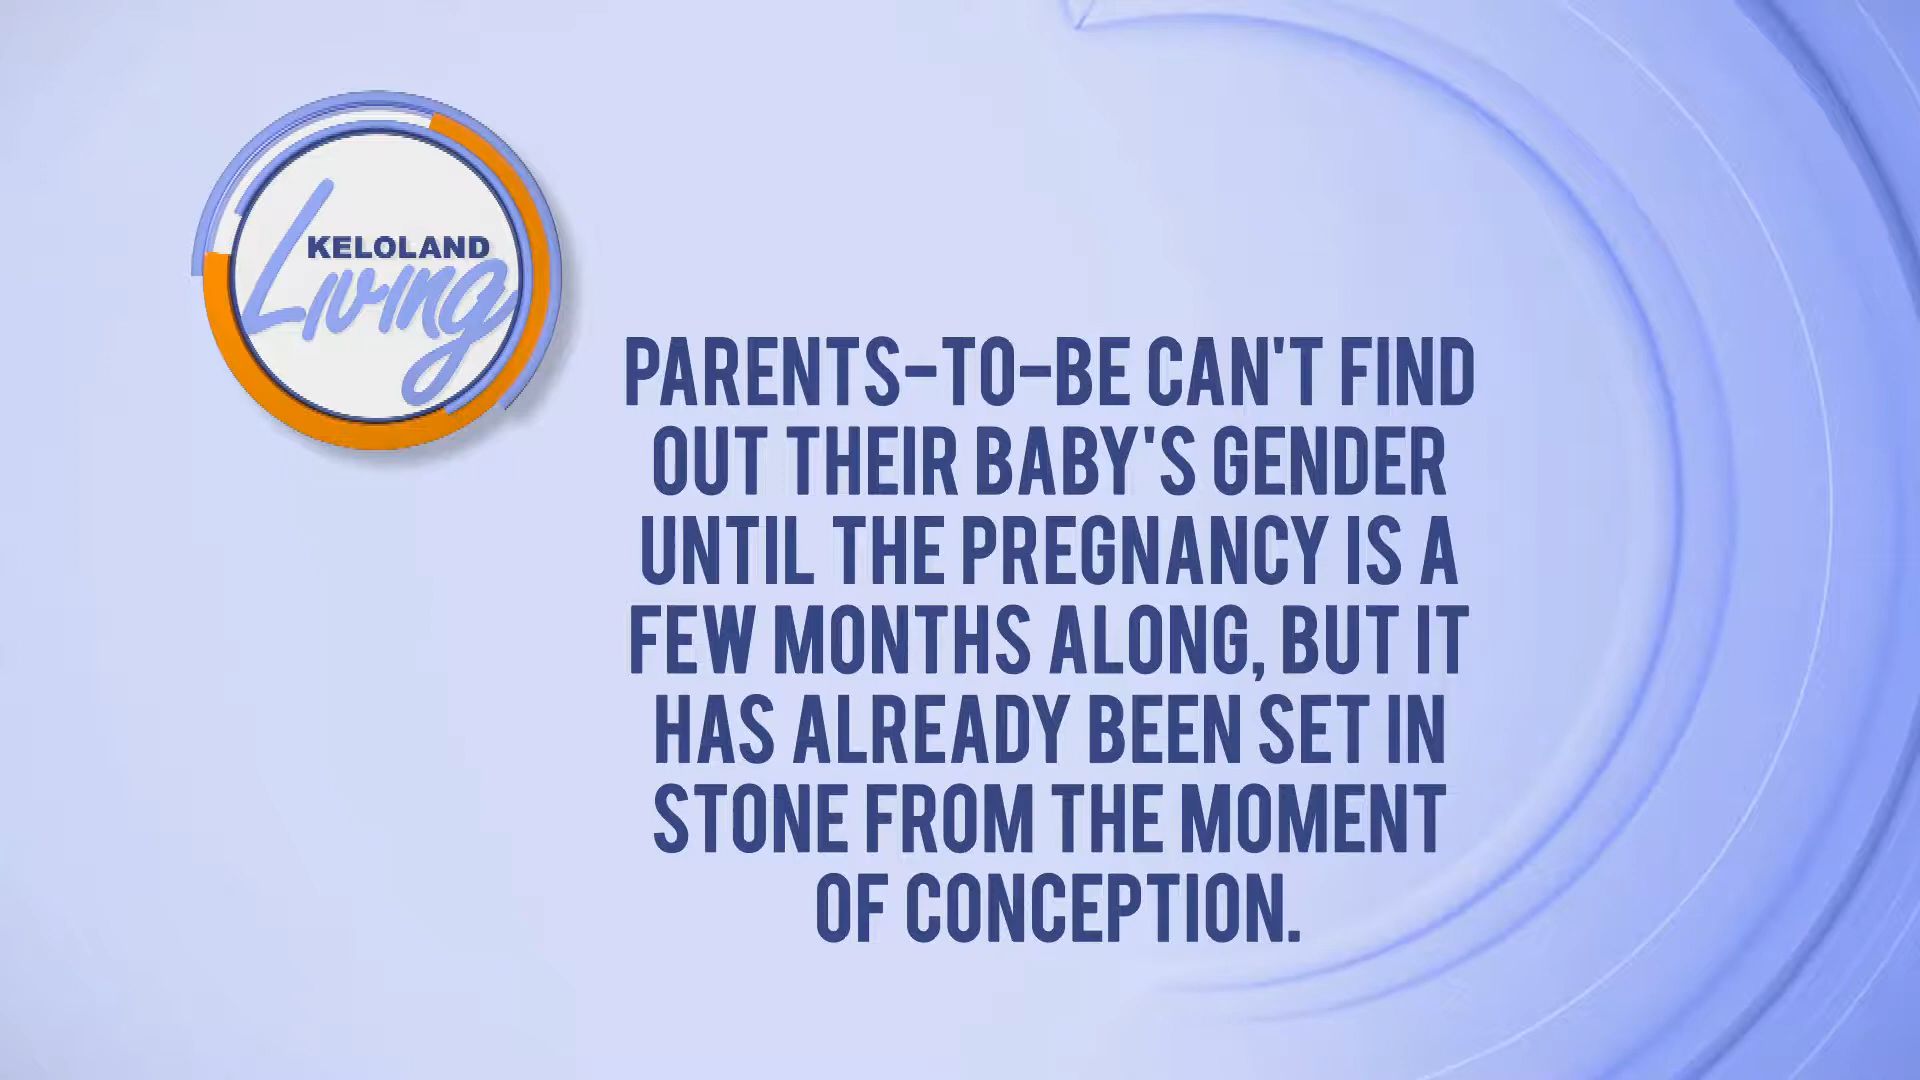 KELOLAND
Living
PARENTS-TO-BE CAN'T FIND
OUT THEIR BABY'S GENDER
UNTIL THE PREGNANCY IS A
FEW MONTHS ALONG, BUT IT
HAS ALREADY BEEN SET IN
STONE FROM THE MOMENT
OF CONCEPTION.